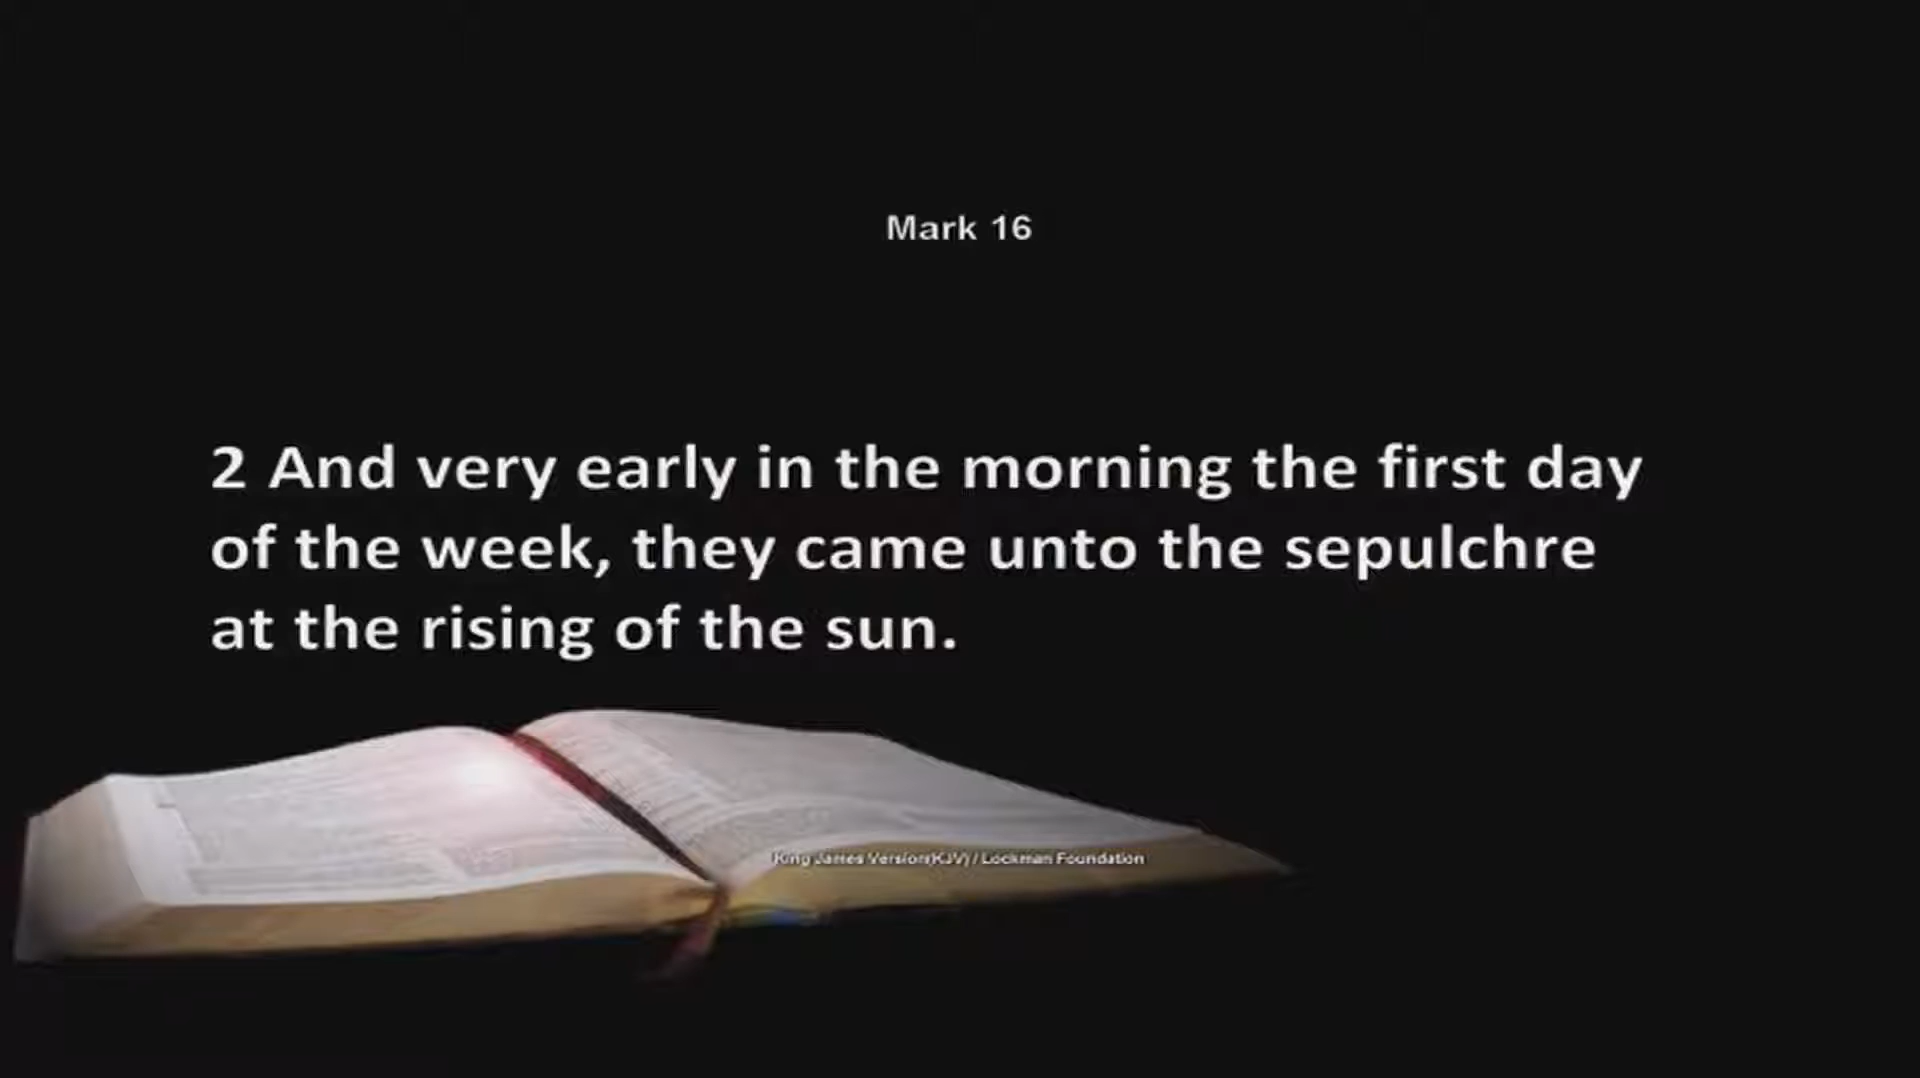 Mark 16
2 And very early in the morning the first day
of the week, they came unto the sepulchre
at the rising of the sun.
King James Version(KJV) / Lockman Foundation